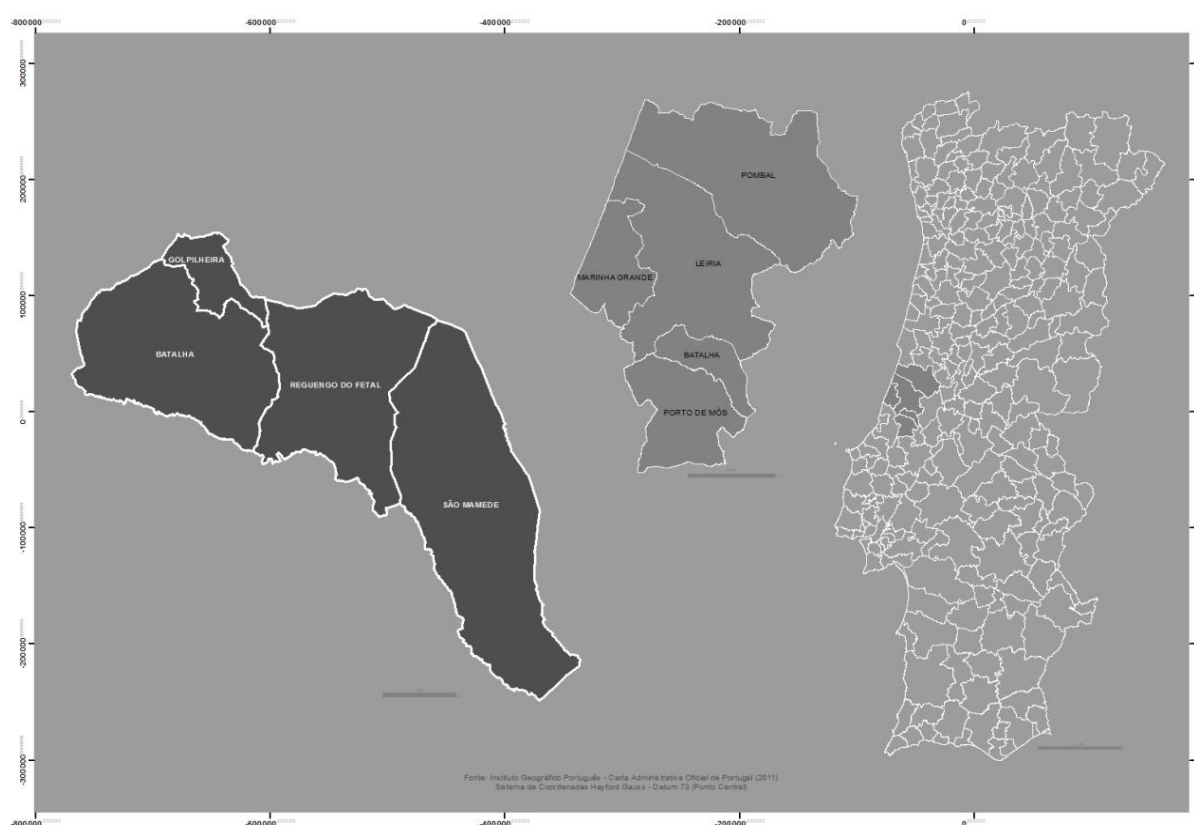 -800000
-600000
-400000
-200000
0
300000
200000
100000
0
-100000
-200000
-300000
GOLPILHEIRA
BATALHA
REGUENGO DO FETAL
SÃO MAMEDE
POMBAL
LEIRIA
MARINHA GRANDE
BATALHA
PORTO DE MÓS
Fonte: Instituto Geográfico Português - Carta Administrativa Oficial de Portugal (2011)
Sistema de Coordenadas Hayford Gauss - Datum 73 (Ponto Central)
-800000
-600000
-400000
-200000
0